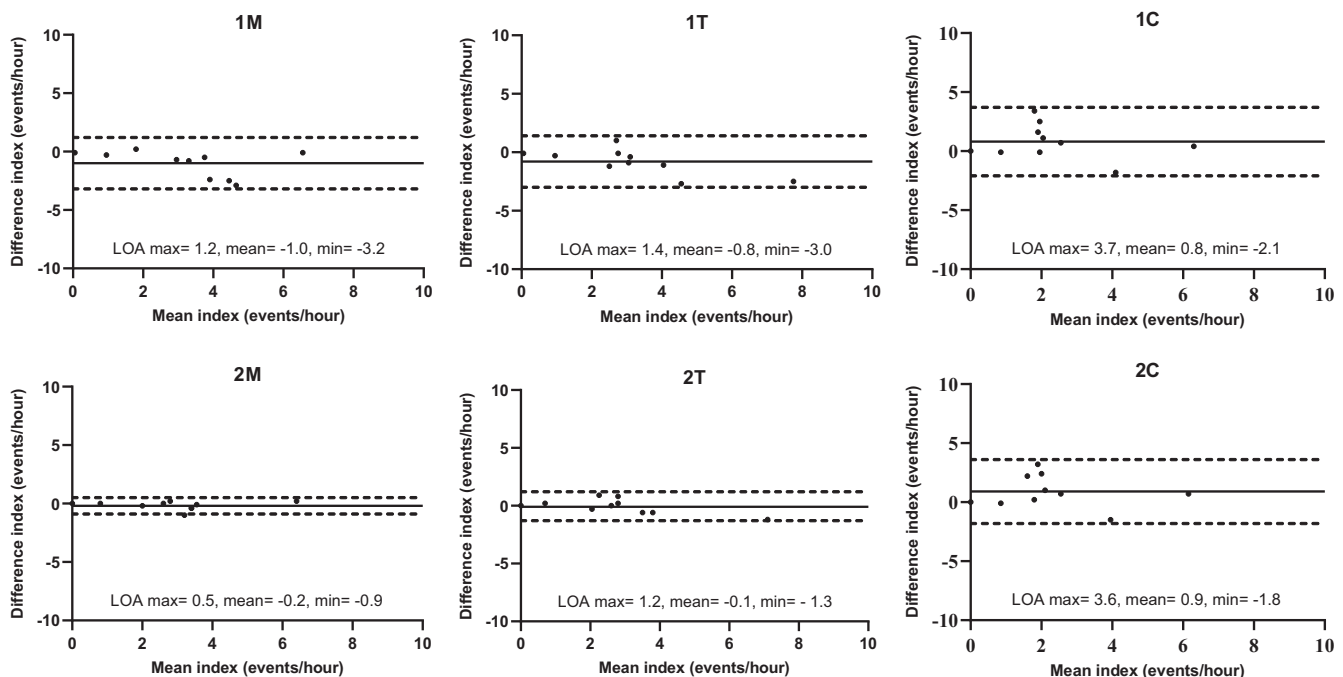 1M
Difference index (events/hour)
10
5
0
-5
-10
LOA max= 1.2, mean= -1.0, min= -3.2
0 2 4 6 8 10
Mean index (events/hour)
1T
Difference index (events/hour)
10
5
0
-5
-10
LOA max= 1.4, mean= -0.8, min= -3.0
0 2 4 6 8 10
Mean index (events/hour)
1C
Difference index (events/hour)
10
5
0
-5
-10
LOA max= 3.7, mean= 0.8, min= -2.1
0 2 4 6 8 10
Mean index (events/hour)
2M
Difference index (events/hour)
10
5
0
-5
-10
LOA max= 0.5, mean= -0.2, min= -0.9
0 2 4 6 8 10
Mean index (events/hour)
2T
Difference index (events/hour)
10
5
0
-5
-10
LOA max= 1.2, mean= -0.1, min= - 1.3
0 2 4 6 8 10
Mean index (events/hour)
2C
Difference index (events/hour)
10
5
0
-5
-10
LOA max= 3.6, mean= 0.9, min= -1.8
0 2 4 6 8 10
Mean index (events/hour)